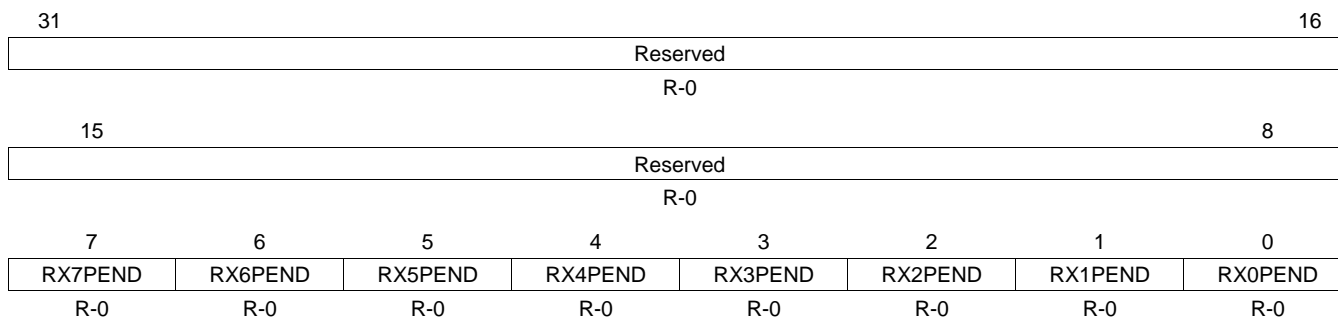 31 16
Reserved
R-0
15 8
Reserved
R-0
7 6 5 4 3 2 1 0
RX7PEND RX6PEND RX5PEND RX4PEND RX3PEND RX2PEND RX1PEND RX0PEND
R-0 R-0 R-0 R-0 R-0 R-0 R-0 R-0